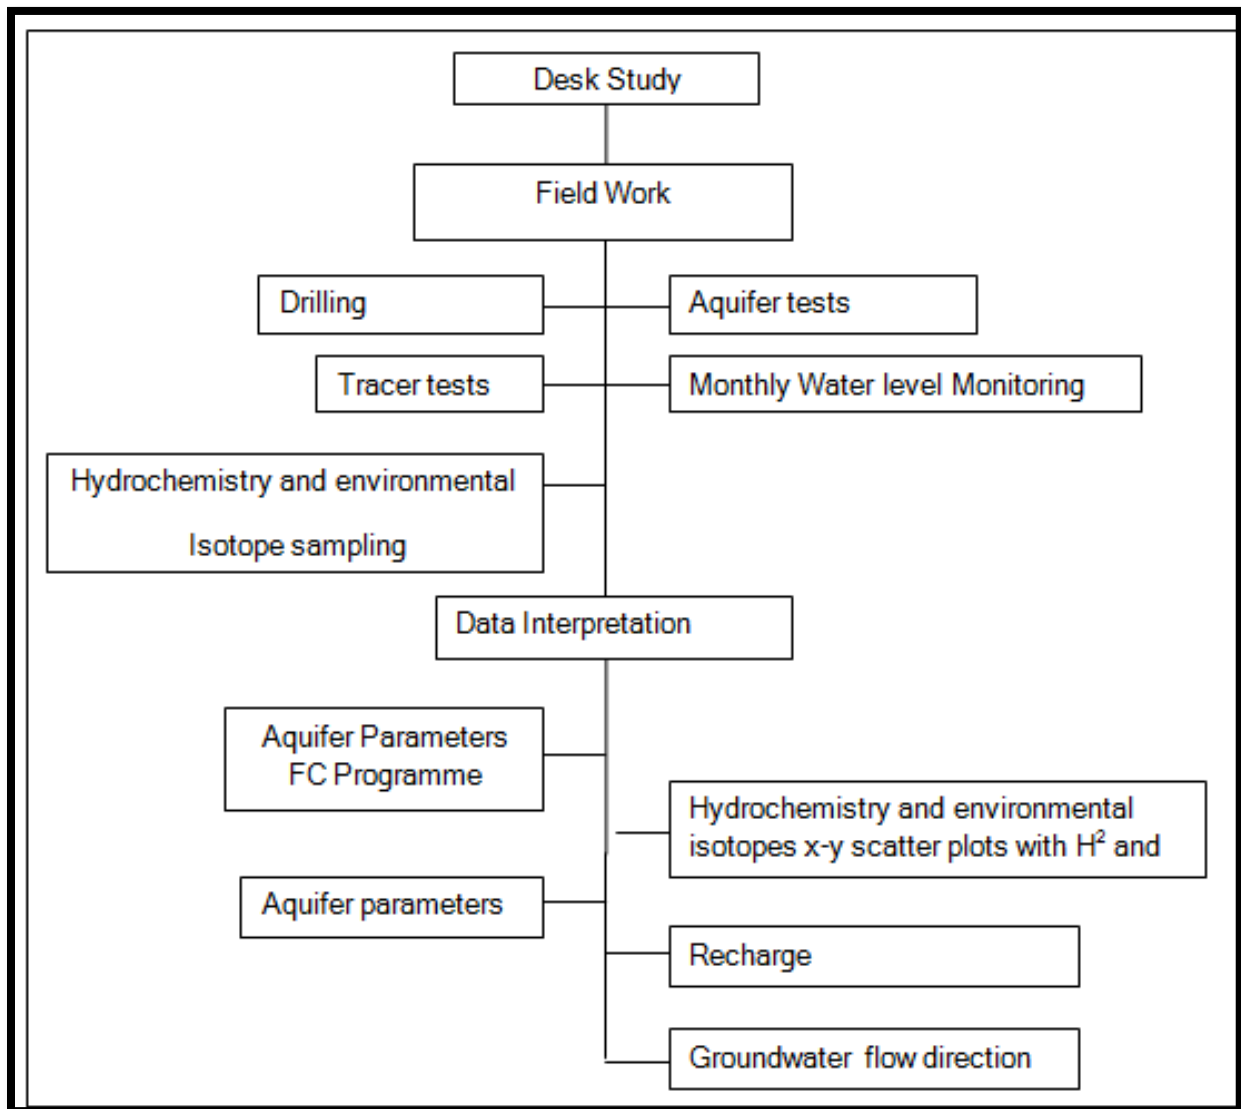 Desk Study
Field Work
Drilling
Aquifer tests
Tracer tests
Monthly Water level Monitoring
Hydrochemistry and environmental
Isotope sampling
Data Interpretation
Aquifer Parameters
FC Programme
Hydrochemistry and environmental
isotopes x-y scatter plots with H² and
Aquifer parameters
Recharge
Groundwater flow direction